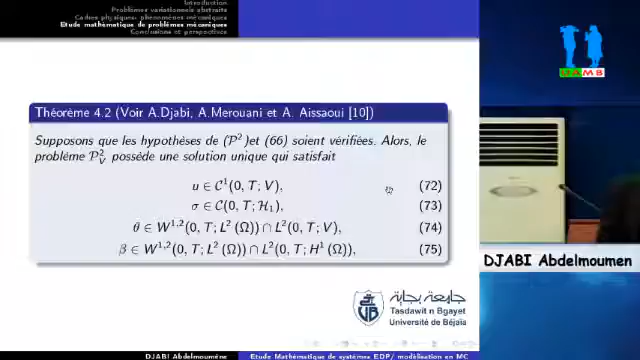 Introduction
Problèmes variationnels abstraits
Cadres physiques- phénomènes mécaniques
Etude mathématique de problèmes mécaniques
Conclusions et perspectives
Théorème 4.2 (Voir A.Djabi, A.Merouani et A. Aissaoui [10])
Supposons que les hypothéses de (P²)et (66) soient vérifiées. Alors, le
problème P²_V possède une solution unique qui satisfait
u ∈ C¹(0, T; V), (72)
σ ∈ C(0, T; H₁), (73)
θ ∈ W^{1,2}(0, T; L² (Ω)) ∩ L²(0, T; V), (74)
β ∈ W^{1,2}(0, T; L² (Ω)) ∩ L²(0, T; H¹ (Ω)), (75)
جامعة بجاية
Tasdawit n Bgayet
Université de Béjaïa
DJABI Abdelmoumène
Etude Mathématique de systèmes EDP/ modélisation en MC
DJABI Abdelmoumen